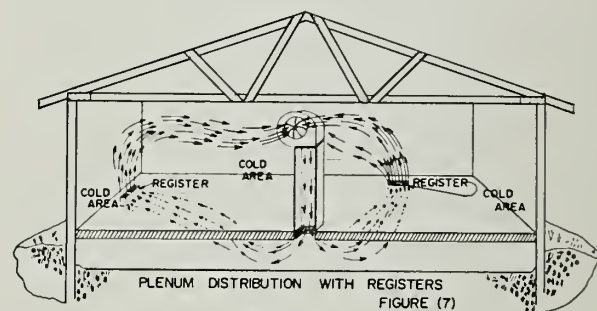 COLD
AREA
REGISTER
COLD
AREA
REGISTER
COLD
AREA
PLENUM DISTRIBUTION WITH REGISTERS
FIGURE (7)